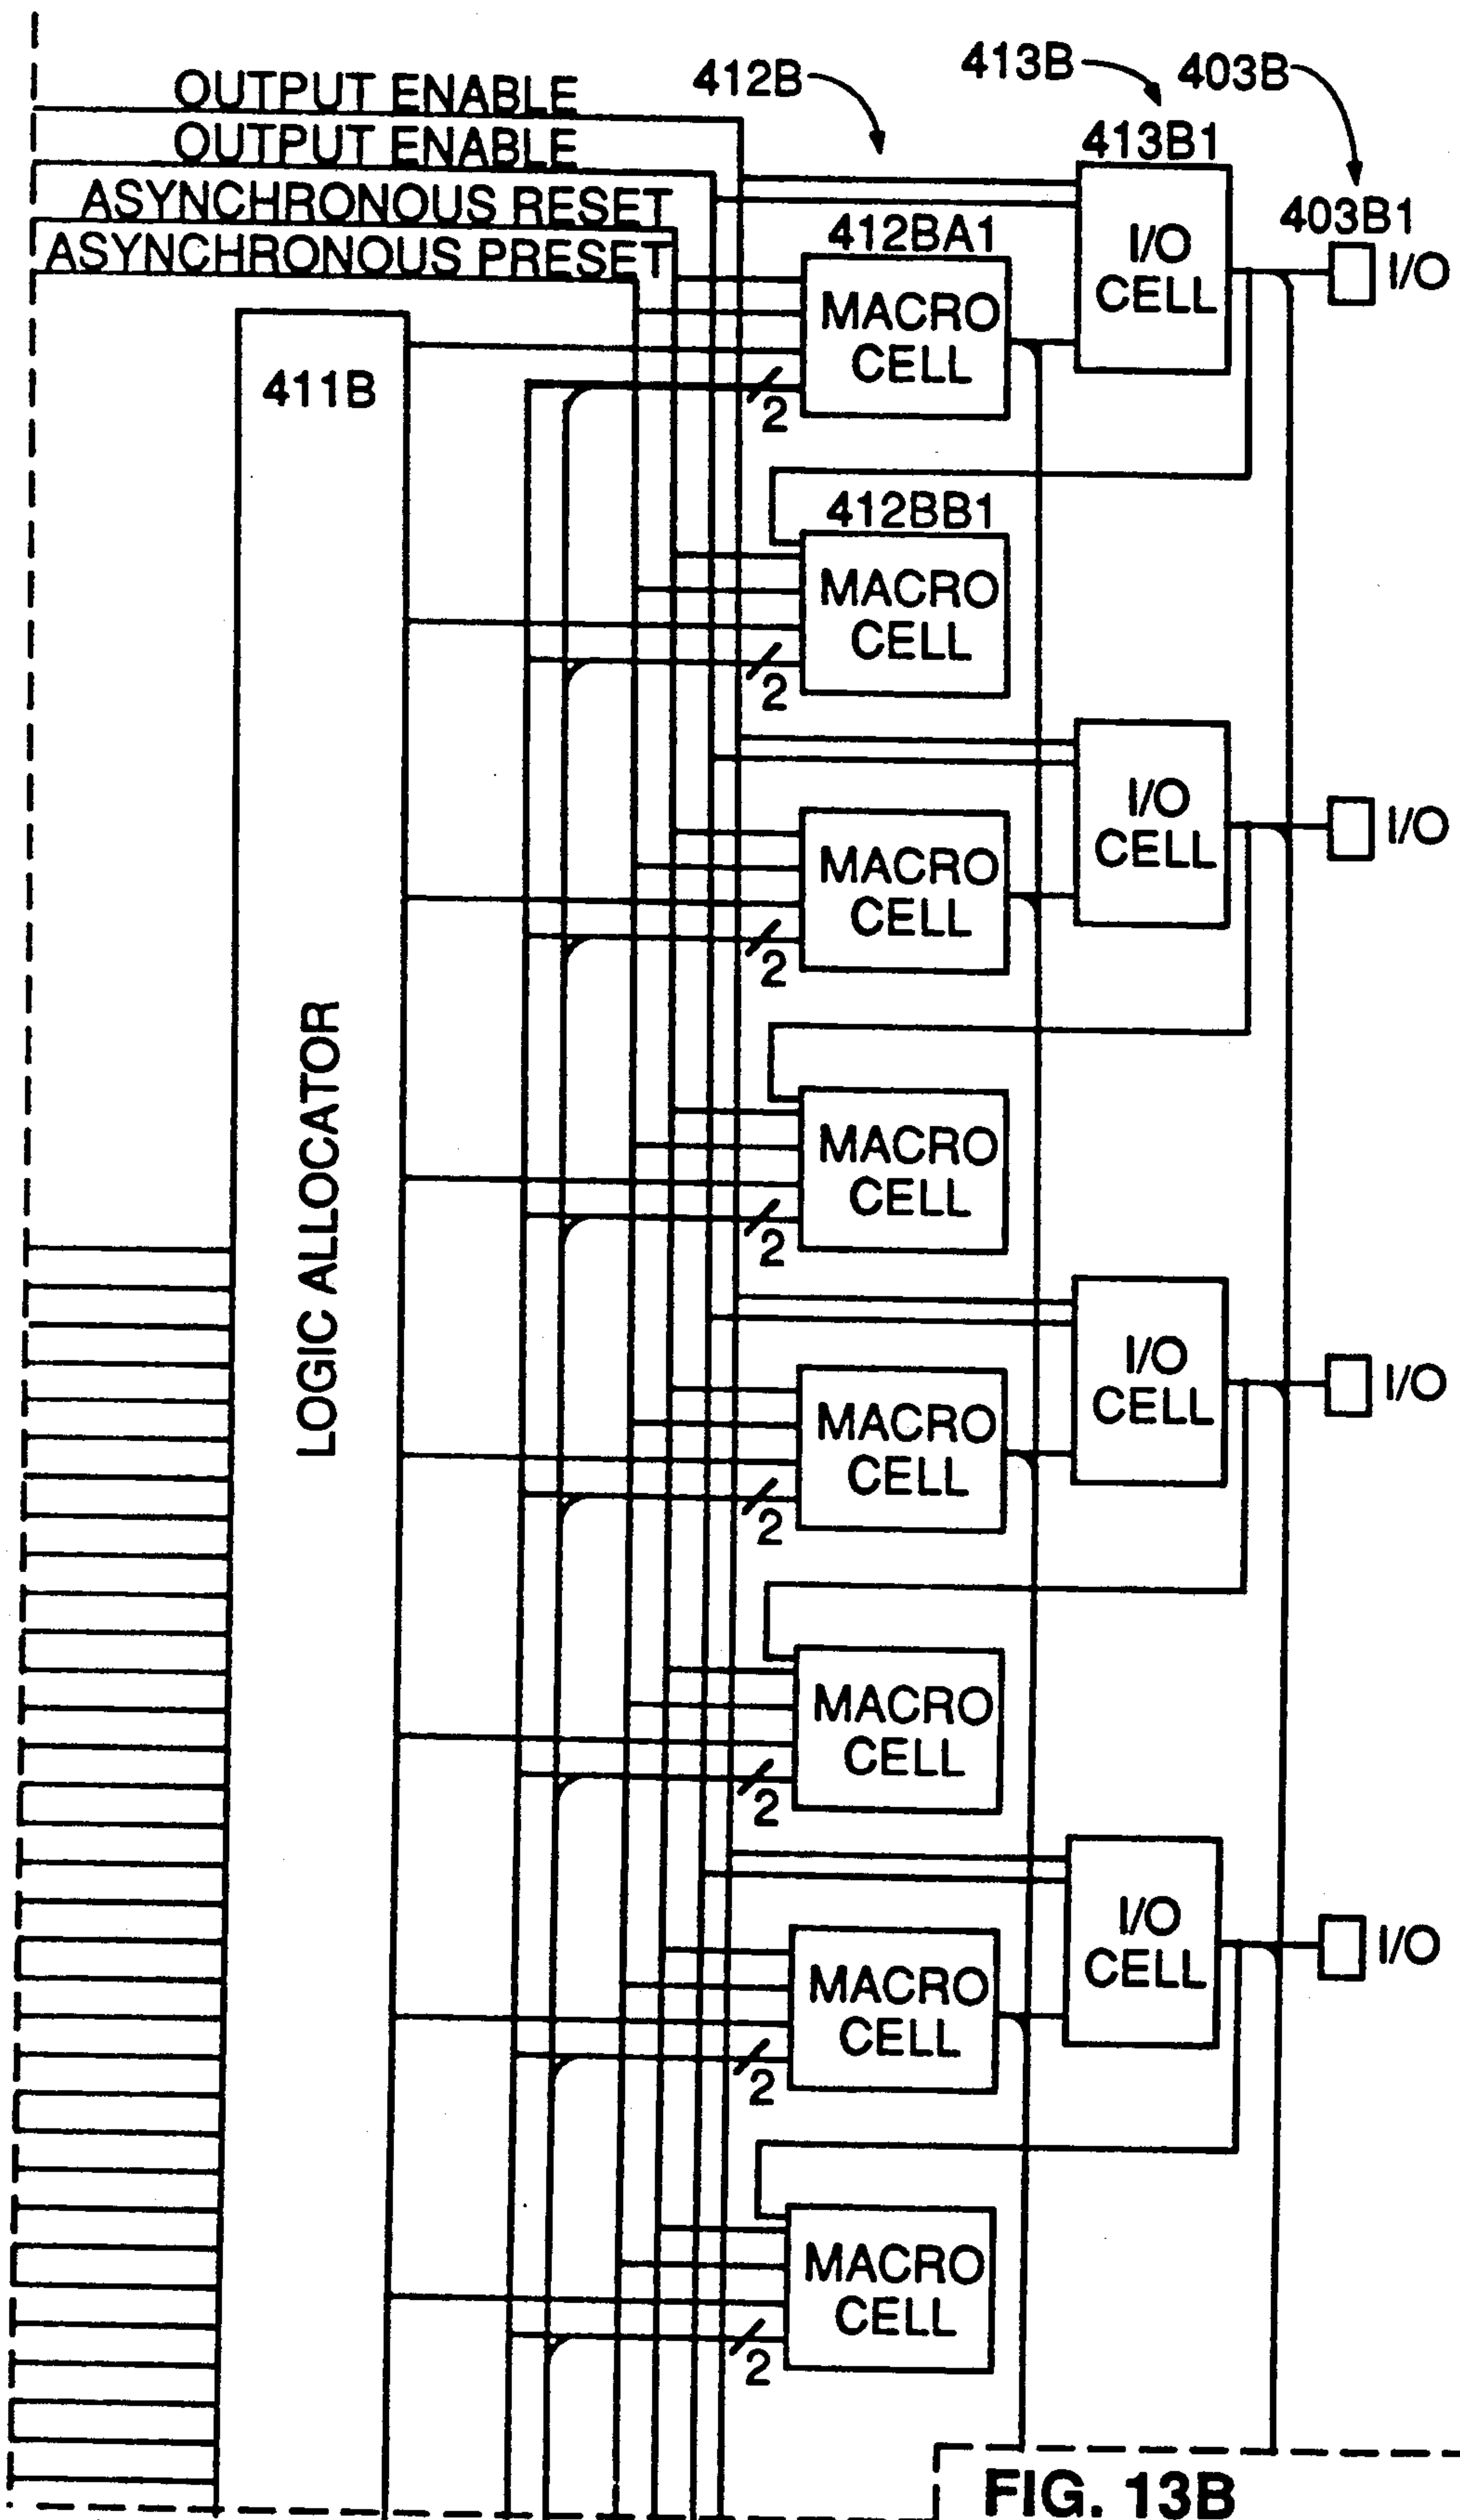 412B
413B
403B
OUTPUT ENABLE
OUTPUT ENABLE
ASYNCHRONOUS RESET
ASYNCHRONOUS PRESET
413B1
403B1
412BA1
I/O
CELL
I/O
MACRO
CELL
2
411B
LOGIC ALLOCATOR
412BB1
MACRO
CELL
2
I/O
CELL
I/O
MACRO
CELL
2
MACRO
CELL
2
I/O
CELL
I/O
MACRO
CELL
2
MACRO
CELL
2
I/O
CELL
I/O
MACRO
CELL
2
MACRO
CELL
2
FIG. 13B